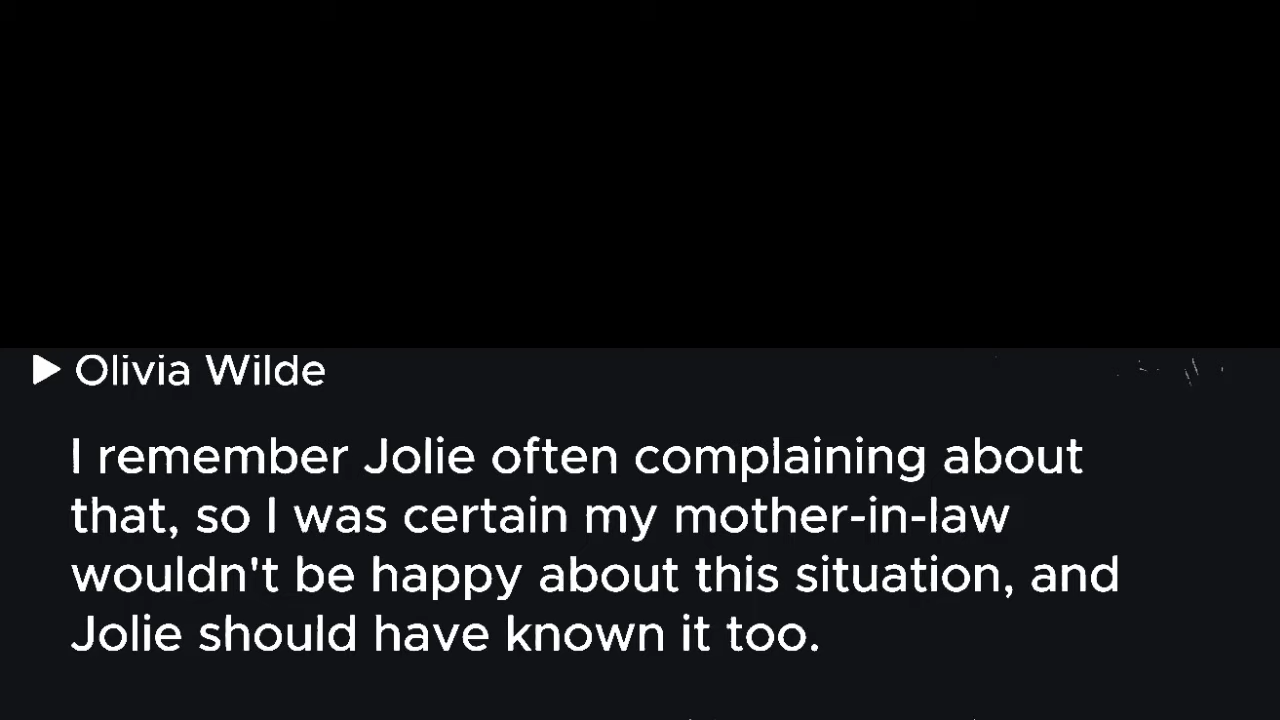 Olivia Wilde
I remember Jolie often complaining about
that, so I was certain my mother-in-law
wouldn't be happy about this situation, and
Jolie should have known it too.